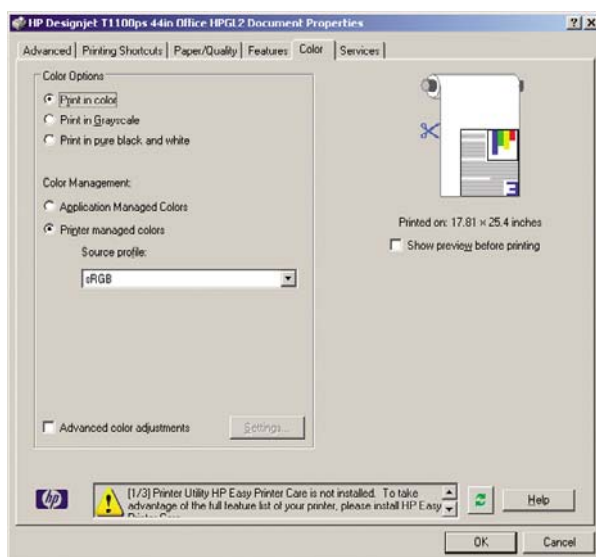 HP Designjet T1100ps 44in Office HPGL2 Document Properties
Advanced
Printing Shortcuts
Paper/Quality
Features
Color
Services
Color Options
Print in color
Print in Grayscale
Print in pure black and white
Color Management:
Application Managed Colors
Printer managed colors
Source profile:
sRGB
Advanced color adjustments
Settings...
Printed on: 17.81 × 25.4 inches
Show preview before printing
hp
[1/3] Printer Utility HP Easy Printer Care is not installed. To take
advantage of the full feature list of your printer, please install HP Easy
Help
OK
Cancel